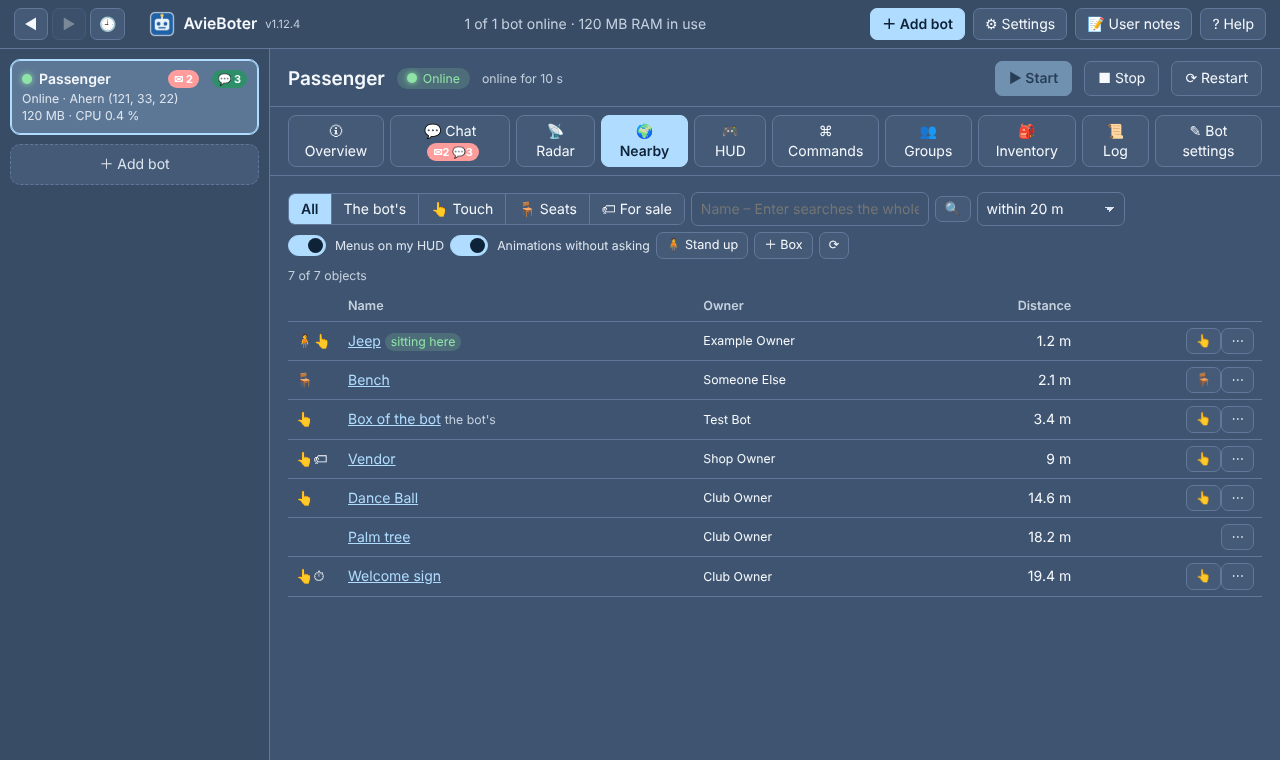 AvieBoter v1.12.4
1 of 1 bot online · 120 MB RAM in use
+ Add bot
Settings
User notes
? Help
Passenger 2 3
Online · Ahern (121, 33, 22)
120 MB · CPU 0.4 %
+ Add bot
Passenger Online online for 10 s
Start
Stop
Restart
Overview
Chat
2 3
Radar
Nearby
HUD
Commands
Groups
Inventory
Log
Bot settings
All
The bot's
Touch
Seats
For sale
Name – Enter searches the whole
within 20 m
Menus on my HUD
Animations without asking
Stand up
+ Box
7 of 7 objects
Name Owner Distance
Jeep sitting here Example Owner 1.2 m
Bench Someone Else 2.1 m
Box of the bot the bot's Test Bot 3.4 m
Vendor Shop Owner 9 m
Dance Ball Club Owner 14.6 m
Palm tree Club Owner 18.2 m
Welcome sign Club Owner 19.4 m